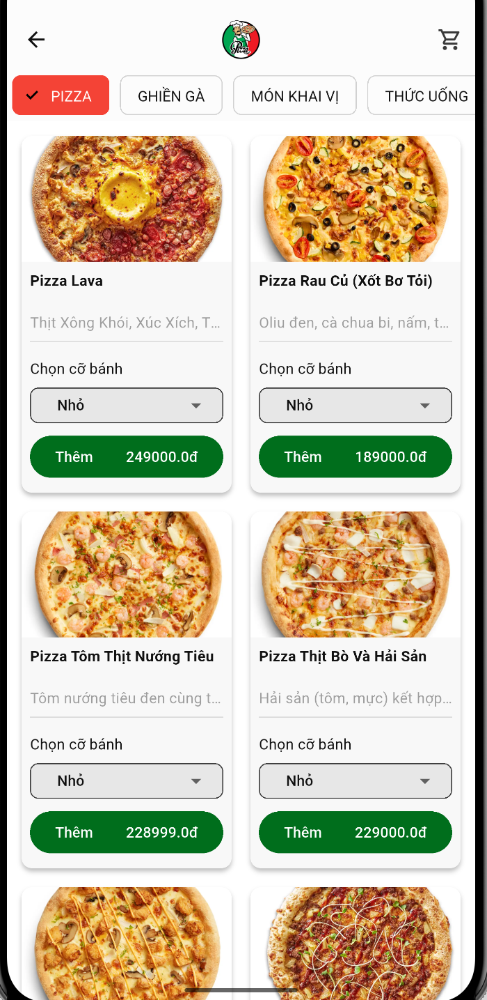 Pizza
PIZZA
GHIỀN GÀ
MÓN KHAI VỊ
THỨC UỐNG
Pizza Lava
Thịt Xông Khói, Xúc Xích, T...
Chọn cỡ bánh
Nhỏ
Thêm 249000.0đ
Pizza Rau Củ (Xốt Bơ Tỏi)
Oliu đen, cà chua bi, nấm, t...
Chọn cỡ bánh
Nhỏ
Thêm 189000.0đ
Pizza Tôm Thịt Nướng Tiêu
Tôm nướng tiêu đen cùng t...
Chọn cỡ bánh
Nhỏ
Thêm 228999.0đ
Pizza Thịt Bò Và Hải Sản
Hải sản (tôm, mực) kết hợp...
Chọn cỡ bánh
Nhỏ
Thêm 229000.0đ